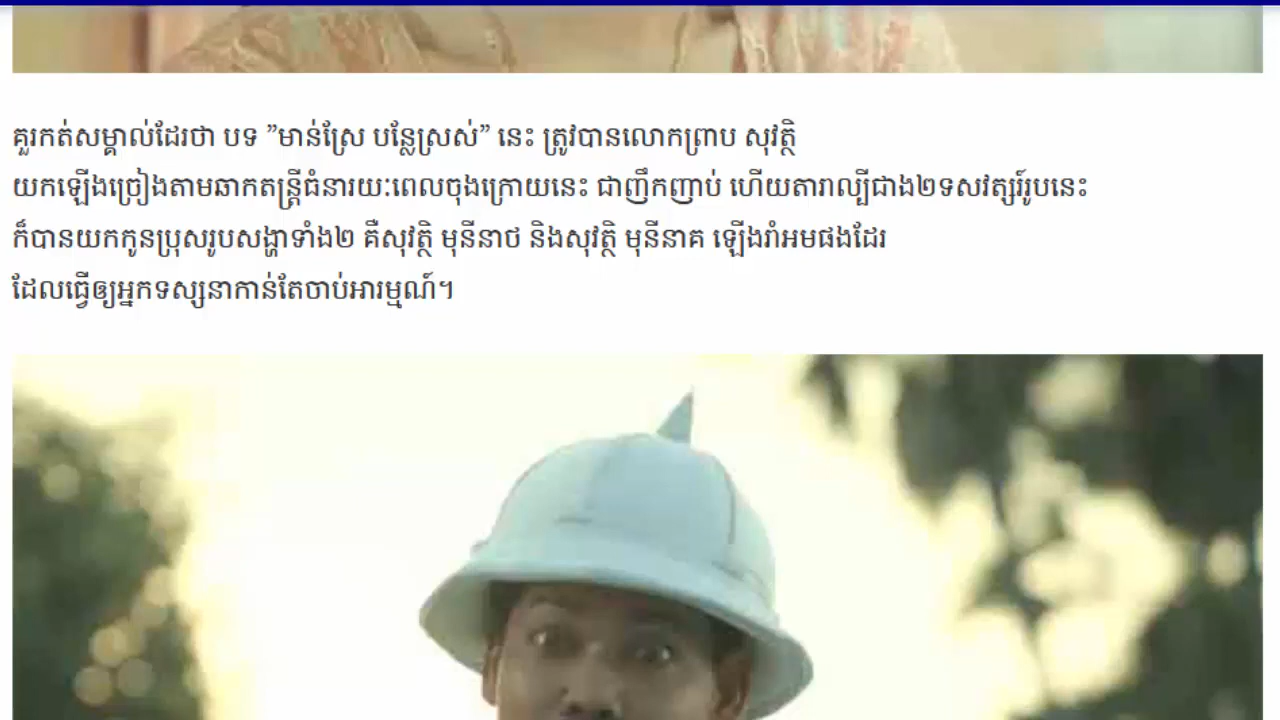 គួរកត់សម្គាល់ដែរថា បទ ”មាន់ស្រែ បន្លែស្រស់” នេះ ត្រូវបានលោកព្រាប សុវត្ថិ
យកឡើងច្រៀងតាមឆាកតន្ត្រីធំនារយៈពេលចុងក្រោយនេះ ជាញឹកញាប់ ហើយតារាល្បីជាង២ទសវត្សរ៍រូបនេះ
ក៏បានយកកូនប្រុសរូបសង្ហាទាំង២ គឺសុវត្ថិ មុនីនាថ និងសុវត្ថិ មុនីនាគ ឡើងរាំអមផងដែរ
ដែលធ្វើឲ្យអ្នកទស្សនាកាន់តែចាប់អារម្មណ៍។